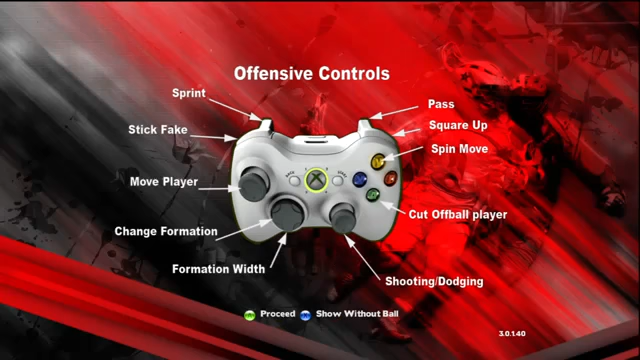 Offensive Controls
Sprint
Pass
Stick Fake
Square Up
Spin Move
Move Player
Cut Offball player
Change Formation
Formation Width
Shooting/Dodging
Proceed
Show Without Ball
3.0.1.40